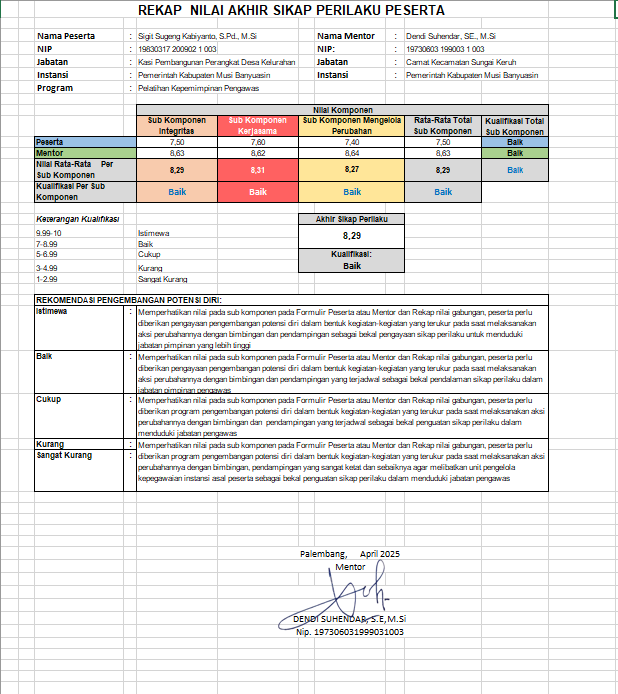 REKAP NILAI AKHIR SIKAP PERILAKU PESERTA
Nama Peserta : Sigit Sugeng Kabiyanto, S.Pd., M.Si Nama Mentor : Dendi Suhendar, SE., M.Si
NIP : 19830317 200902 1 003 NIP: : 19730603 199003 1 003
Jabatan : Kasi Pembangunan Perangkat Desa Kelurahan Jabatan : Camat Kecamatan Sungai Keruh
Instansi : Pemerintah Kabupaten Musi Banyuasin Instansi : Pemerintah Kabupaten Musi Banyuasin
Program : Pelatihan Kepemimpinan Pengawas
Nilai Komponen
Sub Komponen Integritas Sub Komponen Kerjasama Sub Komponen Mengelola Perubahan Rata-Rata Total Sub Komponen Kualifikasi Total Sub Komponen
Peserta 7,50 7,60 7,40 7,50 Baik
Mentor 8,63 8,62 8,64 8,63 Baik
Nilai Rata-Rata Per Sub Komponen 8,29 8,31 8,27 8,29 Baik
Kualifikasi Per Sub Komponen Baik Baik Baik Baik
Keterangan Kualifikasi Akhir Sikap Perilaku
9.99-10 Istimewa 8,29
7-8.99 Baik
5-6.99 Cukup Kualifikasi:
3-4.99 Kurang Baik
1-2.99 Sangat Kurang
REKOMENDASI PENGEMBANGAN POTENSI DIRI:
Istimewa : Memperhatikan nilai pada sub komponen pada Formulir Peserta atau Mentor dan Rekap nilai gabungan, peserta perlu
diberikan pengayaan pengembangan potensi diri dalam bentuk kegiatan-kegiatan yang terukur pada saat melaksanakan
aksi perubahannya dengan bimbingan dan pendampingan sebagai bekal pengayaan sikap perilaku untuk menduduki
jabatan pimpinan yang lebih tinggi
Baik : Memperhatikan nilai pada sub komponen pada Formulir Peserta atau Mentor dan Rekap nilai gabungan, peserta perlu
diberikan pengayaan pengembangan potensi diri dalam bentuk kegiatan-kegiatan yang terukur pada saat melaksanakan
aksi perubahannya dengan bimbingan dan pendampingan yang terjadwal sebagai bekal pendalaman sikap perilaku dalam
jabatan pimpinan pengawas
Cukup : Memperhatikan nilai pada sub komponen pada Formulir Peserta atau Mentor dan Rekap nilai gabungan, peserta perlu
diberikan program pengembangan potensi diri dalam bentuk kegiatan-kegiatan yang terukur pada saat melaksanakan aksi
perubahannya dengan bimbingan dan pendampingan yang terjadwal sebagai bekal penguatan sikap perilaku dalam
menduduki jabatan pengawas
Kurang : Memperhatikan nilai pada sub komponen pada Formulir Peserta atau Mentor dan Rekap nilai gabungan, peserta perlu
Sangat Kurang : diberikan program pengembangan potensi diri dalam bentuk kegiatan-kegiatan yang terukur pada saat melaksanakan aksi
perubahannya dengan bimbingan, pendampingan yang sangat ketat dan sebaiknya agar melibatkan unit pengelola
kepegawaian instansi asal peserta sebagai bekal penguatan sikap perilaku dalam menduduki jabatan pengawas
Palembang, April 2025
Mentor
DENDI SUHENDAR, S.E,M.Si
Nip. 197306031999031003